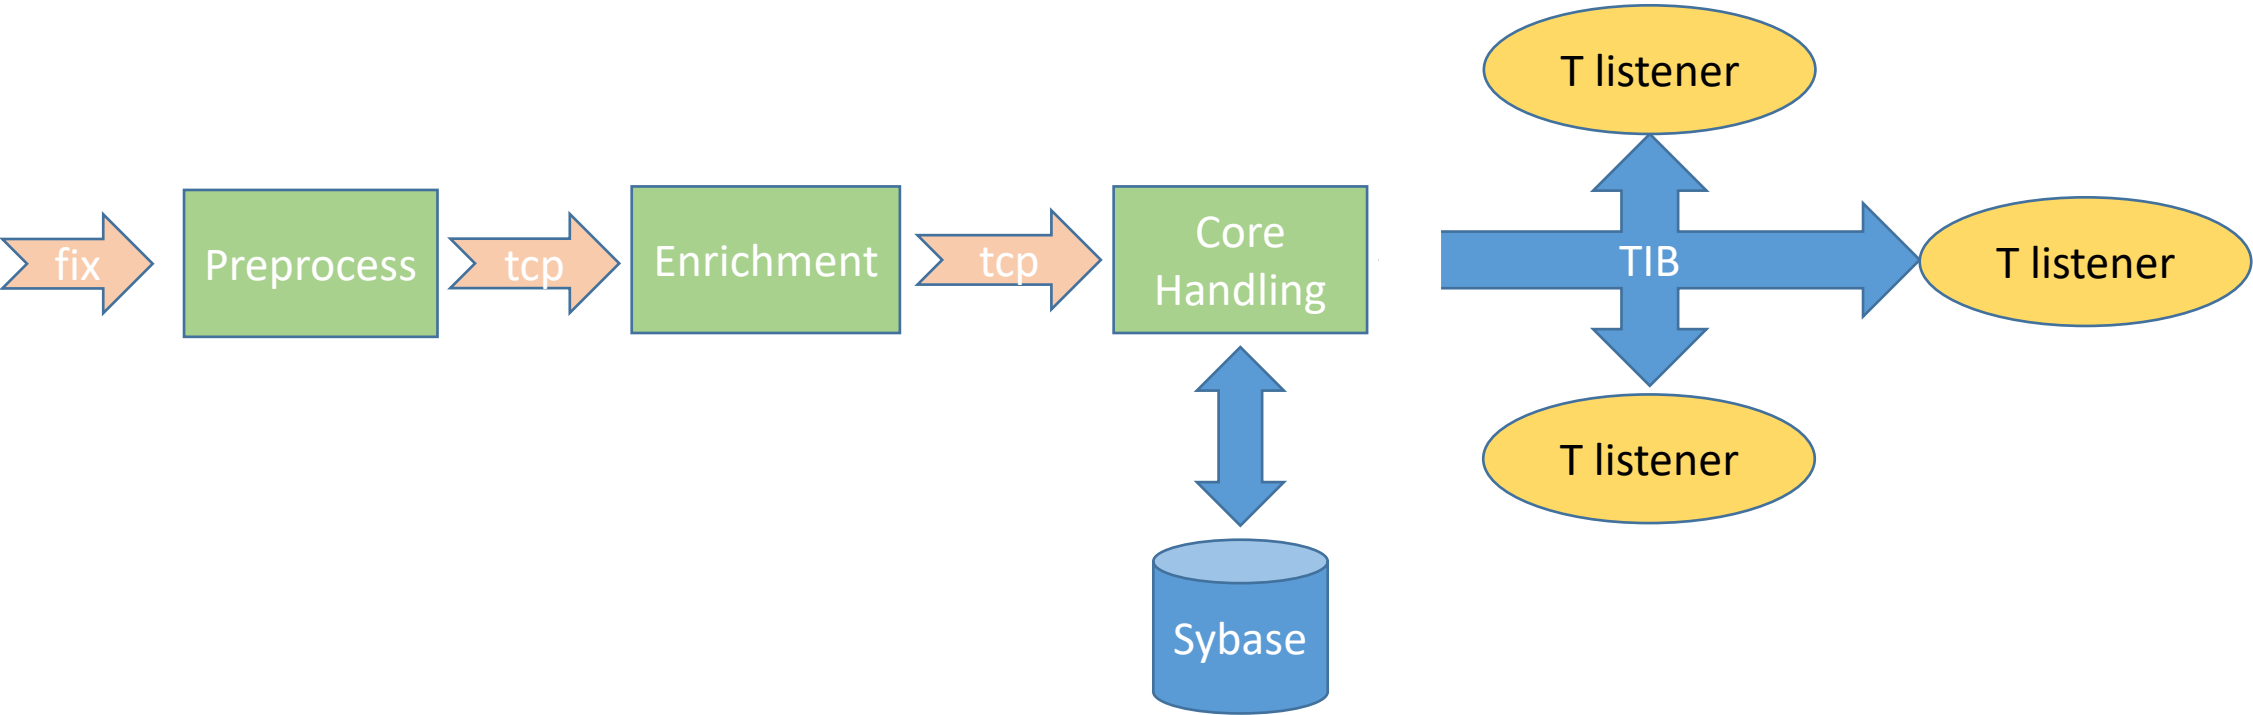 fix
Preprocess
tcp
Enrichment
tcp
Core
Handling
Sybase
TIB
T listener
T listener
T listener